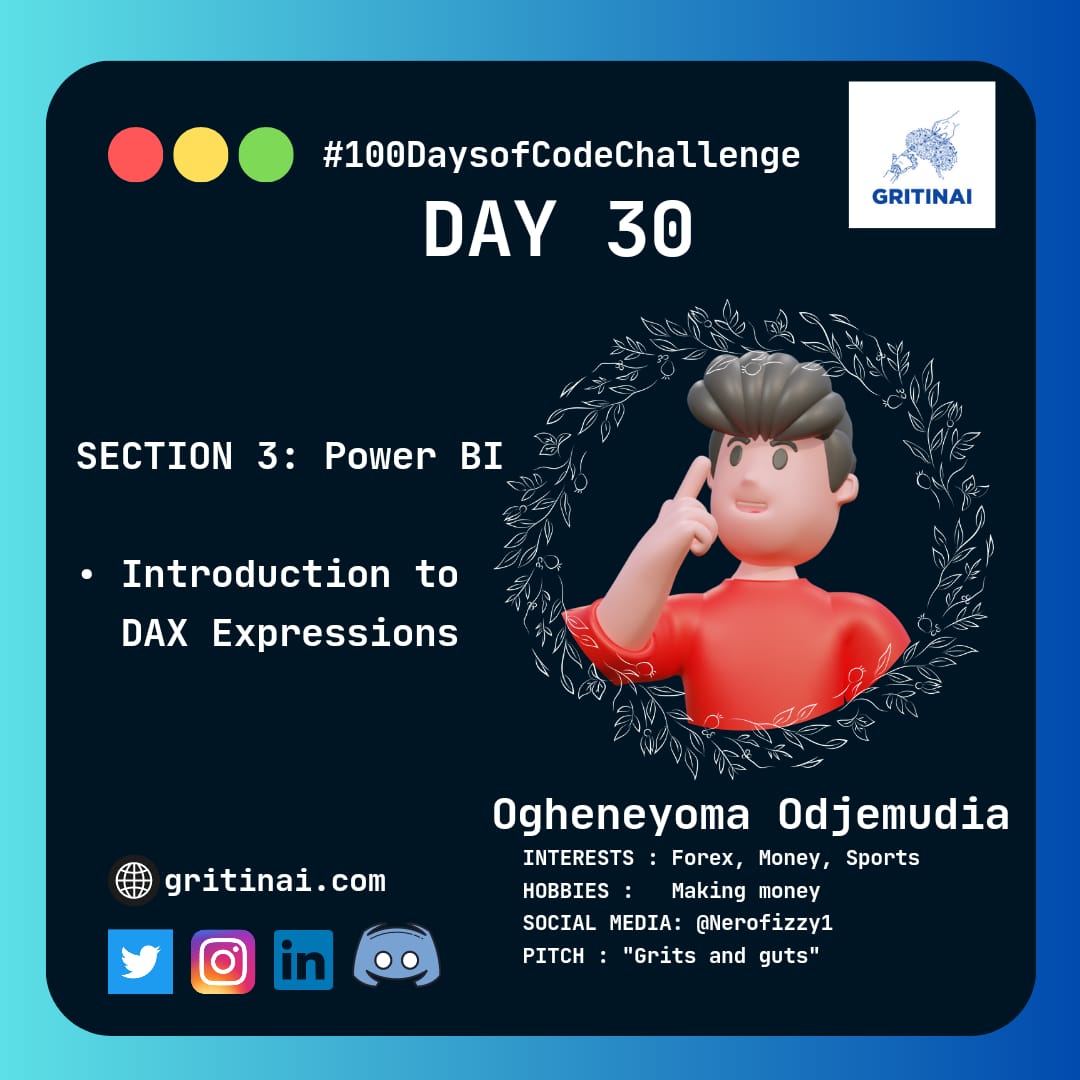 #100DaysofCodeChallenge
DAY 30
GRITINAI
SECTION 3: Power BI
• Introduction to
DAX Expressions
Ogheneyoma Odjemudia
INTERESTS : Forex, Money, Sports
HOBBIES : Making money
SOCIAL MEDIA: @Nerofizzy1
PITCH : "Grits and guts"
gritinai.com
in